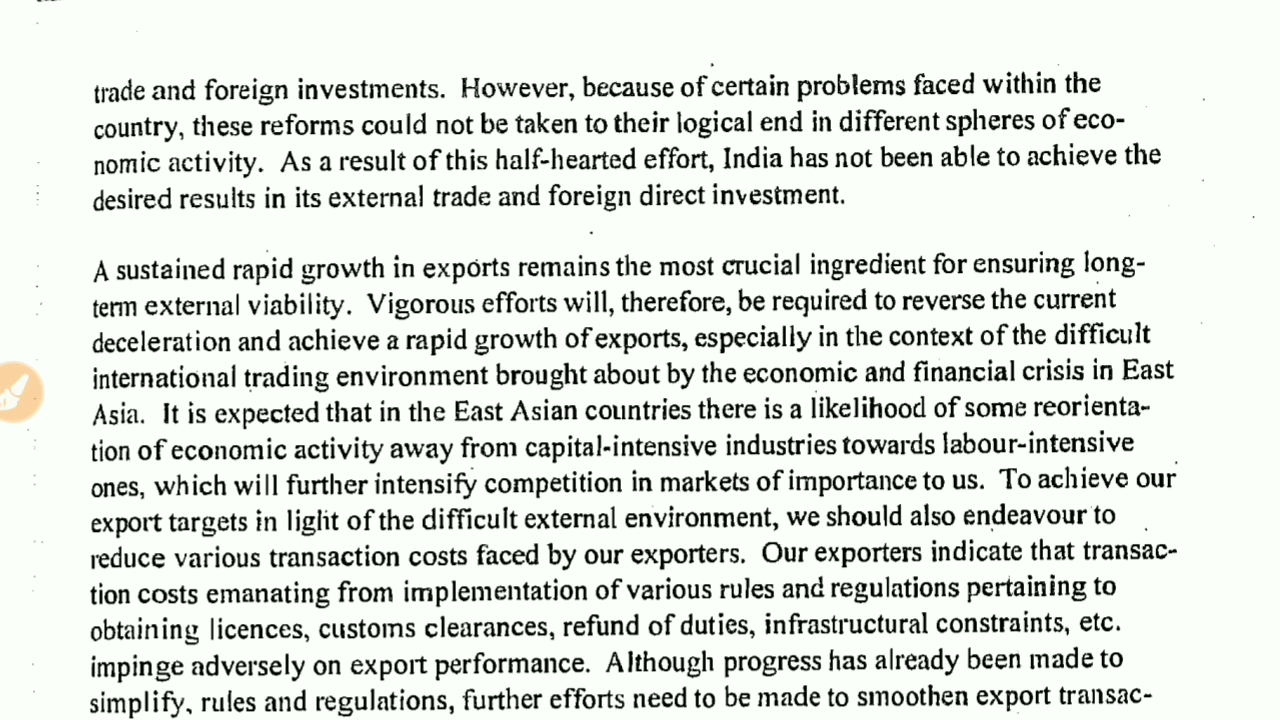 trade and foreign investments. However, because of certain problems faced within the
country, these reforms could not be taken to their logical end in different spheres of eco-
nomic activity. As a result of this half-hearted effort, India has not been able to achieve the
desired results in its external trade and foreign direct investment.
A sustained rapid growth in exports remains the most crucial ingredient for ensuring long-
term external viability. Vigorous efforts will, therefore, be required to reverse the current
deceleration and achieve a rapid growth of exports, especially in the context of the difficult
international trading environment brought about by the economic and financial crisis in East
Asia. It is expected that in the East Asian countries there is a likelihood of some reorienta-
tion of economic activity away from capital-intensive industries towards labour-intensive
ones, which will further intensify competition in markets of importance to us. To achieve our
export targets in light of the difficult external environment, we should also endeavour to
reduce various transaction costs faced by our exporters. Our exporters indicate that transac-
tion costs emanating from implementation of various rules and regulations pertaining to
obtaining licences, customs clearances, refund of duties, infrastructural constraints, etc.
impinge adversely on export performance. Although progress has already been made to
simplify, rules and regulations, further efforts need to be made to smoothen export transac-